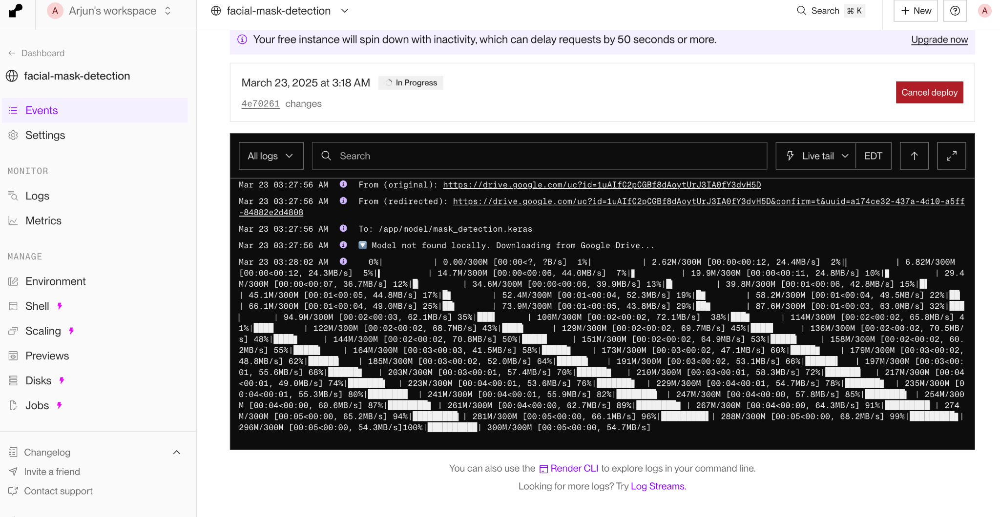 A Arjun's workspace
facial-mask-detection
Search ⌘ K
+ New
A
← Dashboard
facial-mask-detection
Events
Settings
MONITOR
Logs
Metrics
MANAGE
Environment
Shell
Scaling
Previews
Disks
Jobs
Changelog
Invite a friend
Contact support
Your free instance will spin down with inactivity, which can delay requests by 50 seconds or more.
Upgrade now
March 23, 2025 at 3:18 AM In Progress
4e70261 changes
Cancel deploy
All logs
Search
Live tail
EDT
Mar 23 03:27:56 AM From (original): https://drive.google.com/uc?id=1uAIfC2pCGBf8dAoytUrJ3IA0fY3dvH5D
Mar 23 03:27:56 AM From (redirected): https://drive.google.com/uc?id=1uAIfC2pCGBf8dAoytUrJ3IA0fY3dvH5D&confirm=t&uuid=a174ce32-437a-4d10-a5ff
-84882e2d4808
Mar 23 03:27:56 AM To: /app/model/mask_detection.keras
Mar 23 03:27:56 AM 🔽 Model not found locally. Downloading from Google Drive...
Mar 23 03:28:02 AM 0%| | 0.00/300M [00:00<?, ?B/s] 1%| | 2.62M/300M [00:00<00:12, 24.4MB/s] 2%| | 6.82M/300M
[00:00<00:12, 24.3MB/s] 5%| | 14.7M/300M [00:00<00:06, 44.0MB/s] 7%| | 19.9M/300M [00:00<00:11, 24.8MB/s] 10%| | 29.4
M/300M [00:00<00:07, 36.7MB/s] 12%| | 34.6M/300M [00:00<00:06, 39.9MB/s] 13%| | 39.8M/300M [00:01<00:06, 42.8MB/s] 15%|
| 45.1M/300M [00:01<00:05, 44.8MB/s] 17%| | 52.4M/300M [00:01<00:04, 52.3MB/s] 19%| | 58.2M/300M [00:01<00:04, 49.5MB/s] 22%|
| 66.1M/300M [00:01<00:04, 49.0MB/s] 25%| | 73.9M/300M [00:01<00:05, 43.8MB/s] 29%| | 87.6M/300M [00:01<00:03, 63.0MB/s] 32%|
| | 94.9M/300M [00:02<00:03, 62.1MB/s] 35%| | 106M/300M [00:02<00:02, 72.1MB/s] 38%| | 114M/300M [00:02<00:02, 65.8MB/s] 4
1%| | 122M/300M [00:02<00:02, 68.7MB/s] 43%| | 129M/300M [00:02<00:02, 69.7MB/s] 45%| | 136M/300M [00:02<00:02, 70.5MB/
s] 48%| | 144M/300M [00:02<00:02, 70.8MB/s] 50%| | 151M/300M [00:02<00:02, 64.9MB/s] 53%| | 158M/300M [00:02<00:02, 60.
2MB/s] 55%| | 164M/300M [00:03<00:03, 41.5MB/s] 58%| | 173M/300M [00:03<00:02, 47.1MB/s] 60%| | 179M/300M [00:03<00:02,
48.8MB/s] 62%| | 185M/300M [00:03<00:02, 52.0MB/s] 64%| | 191M/300M [00:03<00:02, 53.1MB/s] 66%| | 197M/300M [00:03<00:
01, 55.6MB/s] 68%| | 203M/300M [00:03<00:01, 57.4MB/s] 70%| | 210M/300M [00:03<00:01, 58.3MB/s] 72%| | 217M/300M [00:04
<00:01, 49.0MB/s] 74%| | 223M/300M [00:04<00:01, 53.6MB/s] 76%| | 229M/300M [00:04<00:01, 54.7MB/s] 78%| | 235M/300M [0
0:04<00:01, 55.3MB/s] 80%| | 241M/300M [00:04<00:01, 55.9MB/s] 82%| | 247M/300M [00:04<00:00, 57.8MB/s] 85%| | 254M/300
M [00:04<00:00, 60.6MB/s] 87%| | 261M/300M [00:04<00:00, 62.7MB/s] 89%| | 267M/300M [00:04<00:00, 64.3MB/s] 91%| | 274
M/300M [00:05<00:00, 65.2MB/s] 94%| | 281M/300M [00:05<00:00, 66.1MB/s] 96%| | 288M/300M [00:05<00:00, 68.2MB/s] 99%| |
296M/300M [00:05<00:00, 54.3MB/s]100%| | 300M/300M [00:05<00:00, 54.7MB/s]
You can also use the Render CLI to explore logs in your command line.
Looking for more logs? Try Log Streams.